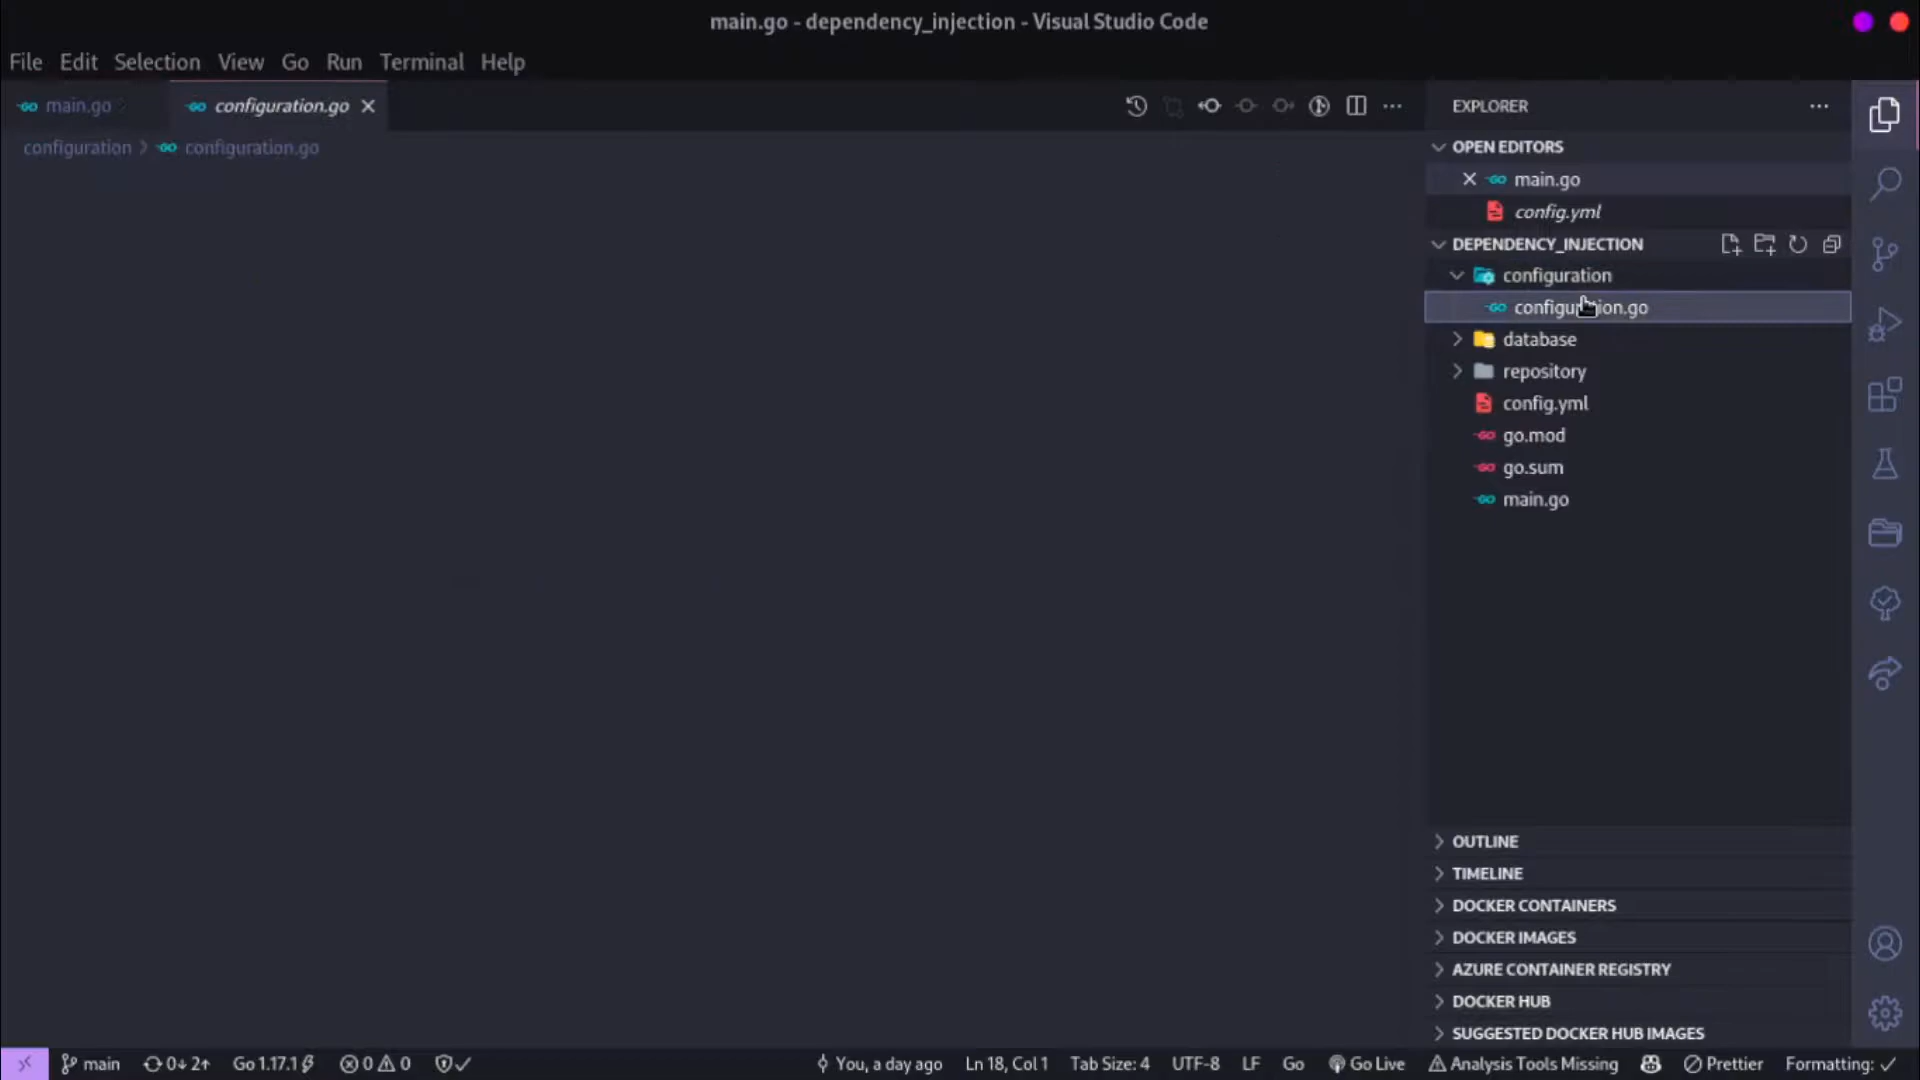 main.go - dependency_injection - Visual Studio Code
File Edit Selection View Go Run Terminal Help
main.go
configuration.go
configuration > configuration.go
EXPLORER
OPEN EDITORS
main.go
config.yml
DEPENDENCY_INJECTION
configuration
configuration.go
database
repository
config.yml
go.mod
go.sum
main.go
OUTLINE
TIMELINE
DOCKER CONTAINERS
DOCKER IMAGES
AZURE CONTAINER REGISTRY
DOCKER HUB
SUGGESTED DOCKER HUB IMAGES
main 0↓ 2↑ Go 1.17.1 0 0 You, a day ago Ln 18, Col 1 Tab Size: 4 UTF-8 LF Go Go Live Analysis Tools Missing Prettier Formatting: ✓